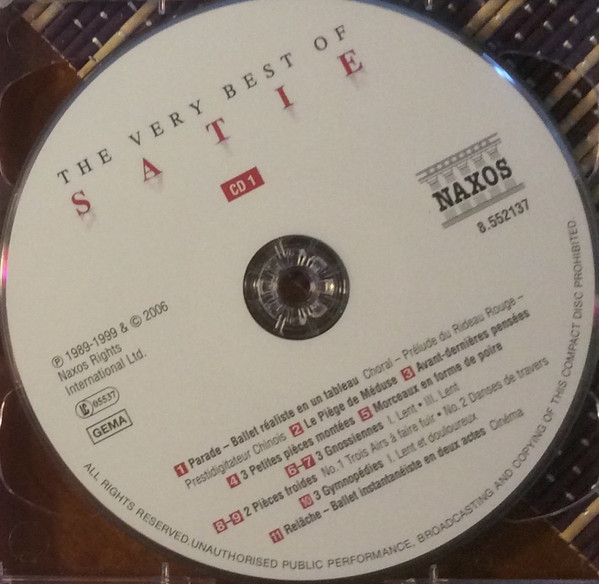 THE VERY BEST OF
SATIE
CD 1
NAXOS
8.552137
℗ 1989-1999 & © 2006
Naxos Rights
International Ltd.
LC 05537
GEMA
1 Parade – Ballet réaliste en un tableau Choral – Prélude du Rideau Rouge –
Prestidigitateur Chinois 2 Le Piège de Méduse 3 Avant-dernières pensées
4 3 Petites pièces montées 5 Morceaux en forme de poire
6–7 3 Gnossiennes I. Lent • III. Lent
8–9 2 Pièces froides No.1 Trois Airs à faire fuir • No. 2 Danses de travers
10 3 Gymnopédies I. Lent et douloureux
11 Relâche – Ballet instantanéiste en deux actes Cinéma
ALL RIGHTS RESERVED.UNAUTHORISED PUBLIC PERFORMANCE, BROADCASTING AND COPYING OF THIS COMPACT DISC PROHIBITED.